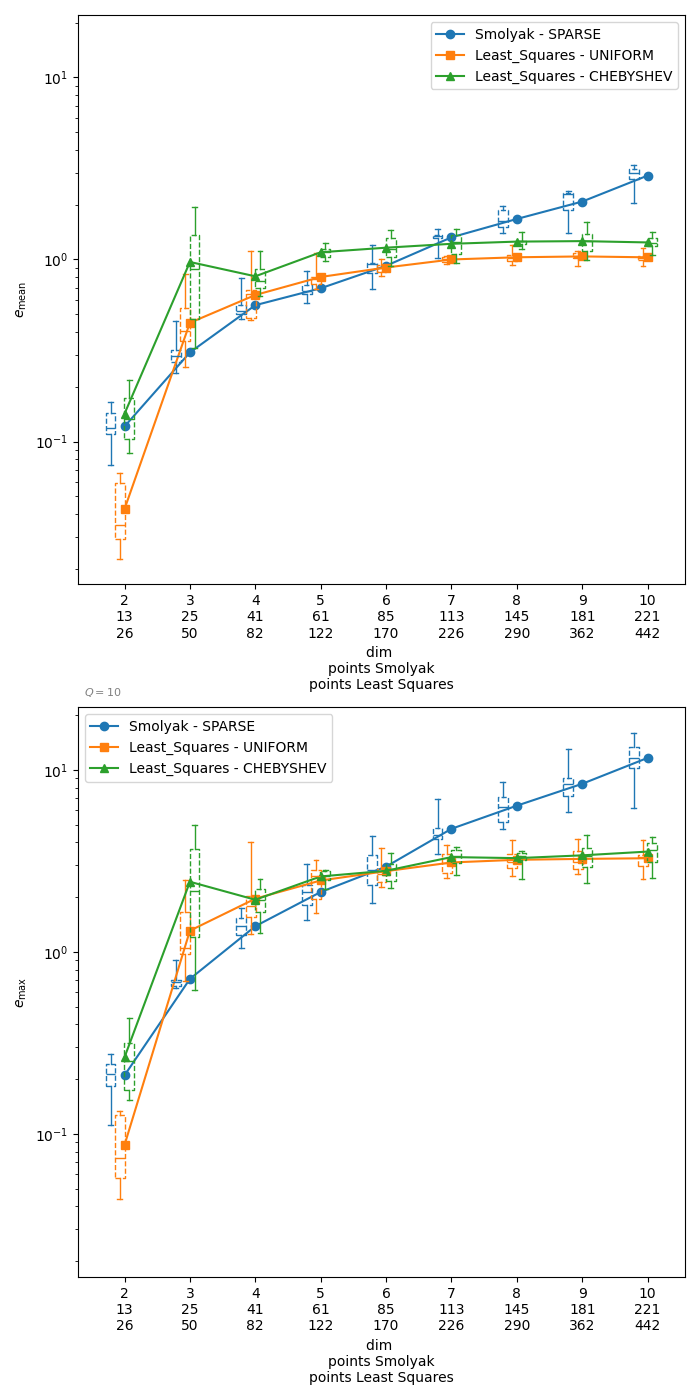 Smolyak - SPARSE
Least_Squares - UNIFORM
Least_Squares - CHEBYSHEV
10¹
10⁰
10⁻¹
e_mean
2 3 4 5 6 7 8 9 10
13 25 41 61 85 113 145 181 221
26 50 82 122 170 226 290 362 442
dim
points Smolyak
points Least Squares
Q = 10
Smolyak - SPARSE
Least_Squares - UNIFORM
Least_Squares - CHEBYSHEV
10¹
10⁰
10⁻¹
e_max
2 3 4 5 6 7 8 9 10
13 25 41 61 85 113 145 181 221
26 50 82 122 170 226 290 362 442
dim
points Smolyak
points Least Squares